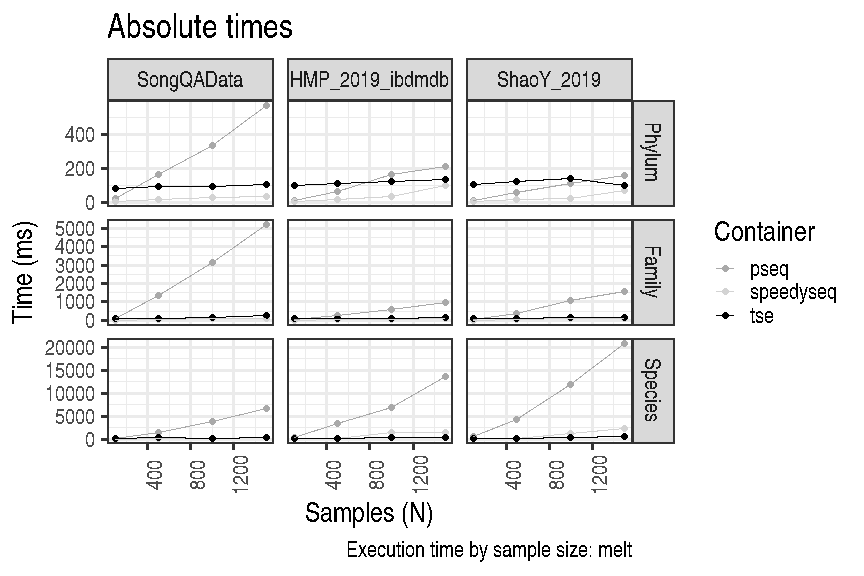 Absolute times
SongQAData HMP_2019_ibdmdb ShaoY_2019
Time (ms)
400
200
0
Phylum
5000
4000
3000
2000
1000
0
Family
20000
15000
10000
5000
0
Species
400 800 1200 400 800 1200 400 800 1200
Samples (N)
Container
pseq
speedyseq
tse
Execution time by sample size: melt